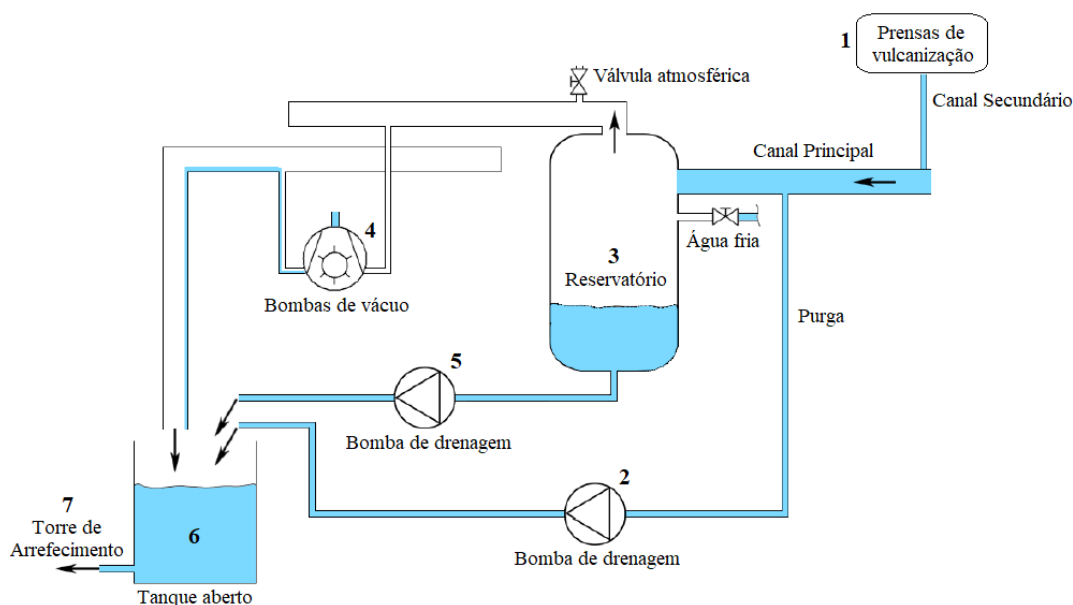 1
Prensas de
vulcanização
Canal Secundário
Válvula atmosférica
Canal Principal
Água fria
4
Bombas de vácuo
3
Reservatório
Purga
5
Bomba de drenagem
2
Bomba de drenagem
7
Torre de
Arrefecimento
6
Tanque aberto